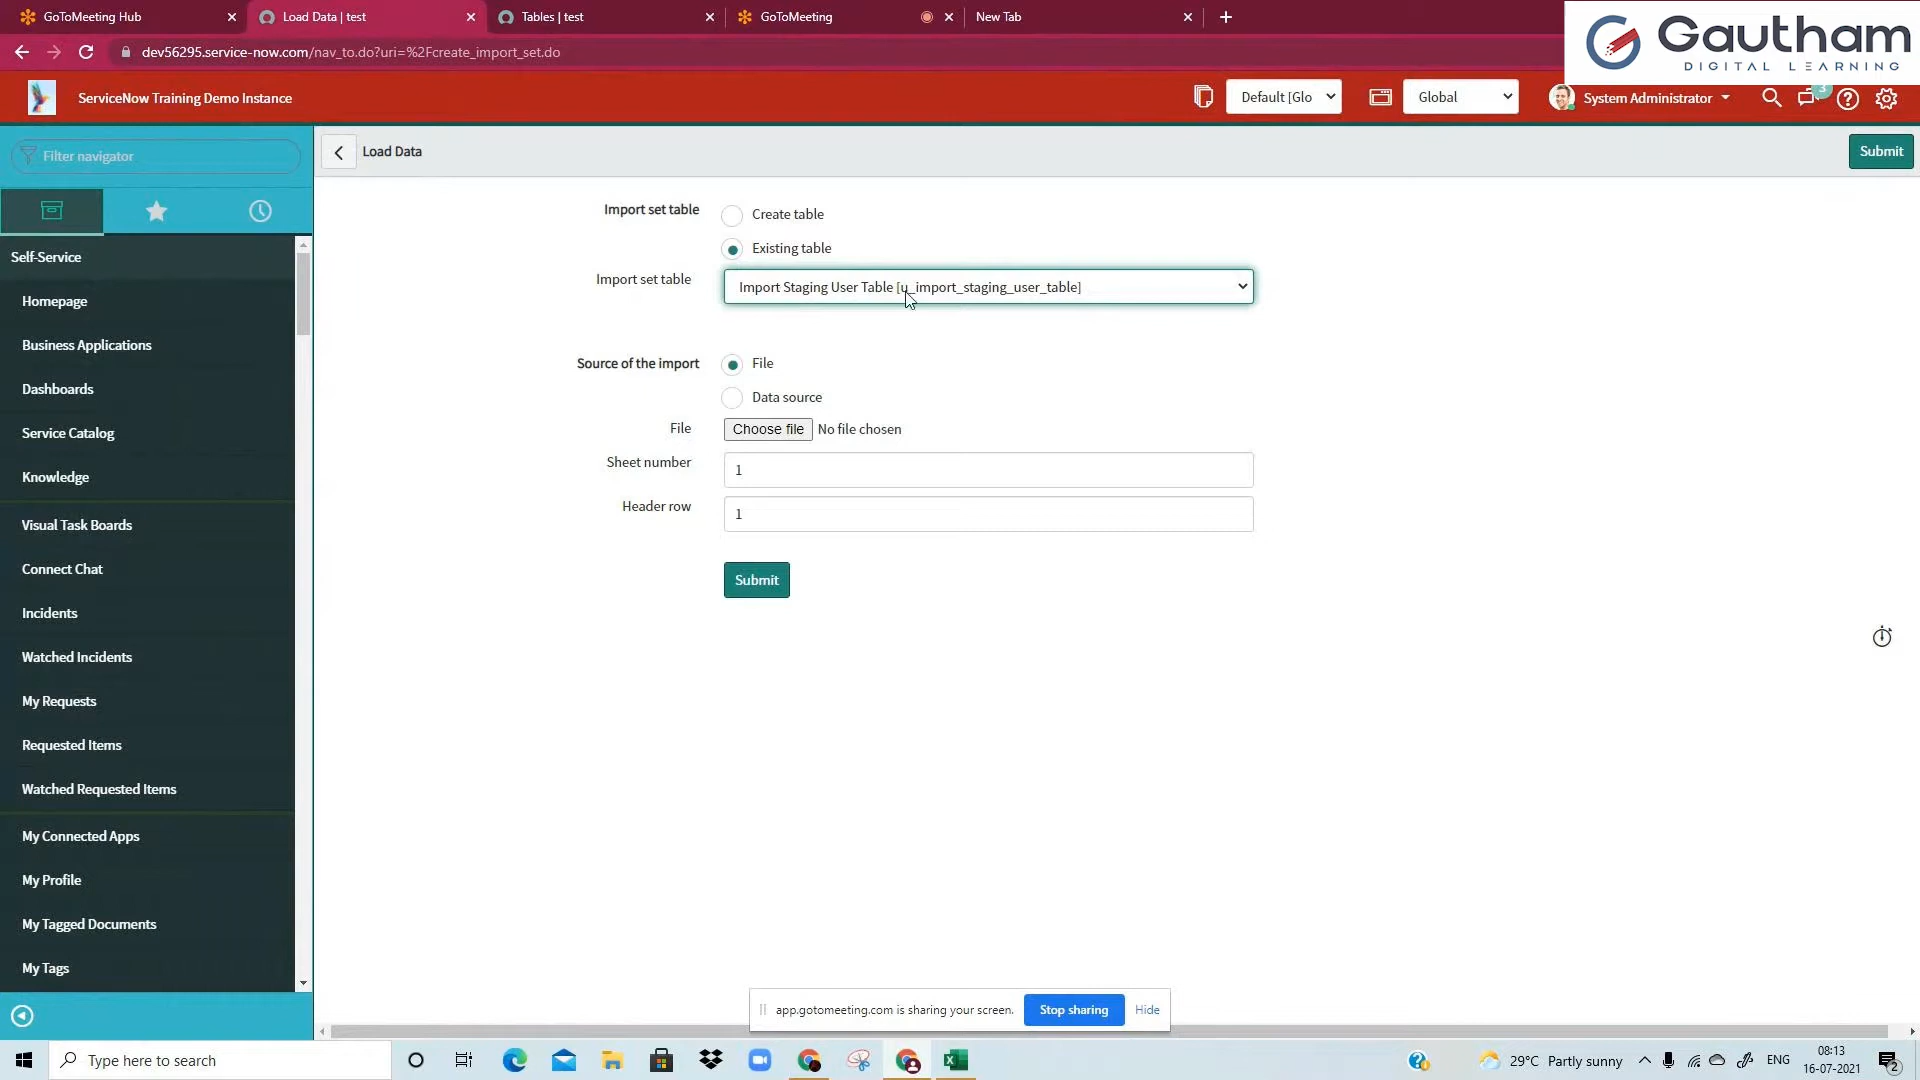 GoToMeeting Hub
Load Data | test
Tables | test
GoToMeeting
New Tab
dev56295.service-now.com/nav_to.do?uri=%2Fcreate_import_set.do
Gautham
DIGITAL LEARNING
ServiceNow Training Demo Instance
Default [Glo
Global
System Administrator
3
Filter navigator
Load Data
Submit
Self-Service
Homepage
Business Applications
Dashboards
Service Catalog
Knowledge
Visual Task Boards
Connect Chat
Incidents
Watched Incidents
My Requests
Requested Items
Watched Requested Items
My Connected Apps
My Profile
My Tagged Documents
My Tags
Import set table
Create table
Existing table
Import set table
Import Staging User Table [u_import_staging_user_table]
Source of the import
File
Data source
File
Choose file No file chosen
Sheet number
1
Header row
1
Submit
app.gotomeeting.com is sharing your screen.
Stop sharing
Hide
Type here to search
29°C Partly sunny
ENG
08:13
16-07-2021
2